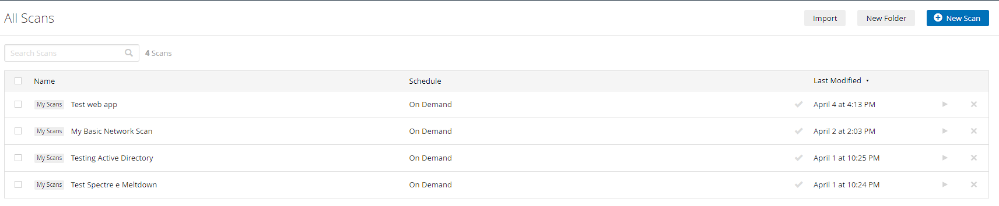 All Scans
Import New Folder New Scan
Search Scans 4 Scans
Name Schedule Last Modified
My Scans Test web app On Demand April 4 at 4:13 PM
My Scans My Basic Network Scan On Demand April 2 at 2:03 PM
My Scans Testing Active Directory On Demand April 1 at 10:25 PM
My Scans Test Spectre e Meltdown On Demand April 1 at 10:24 PM